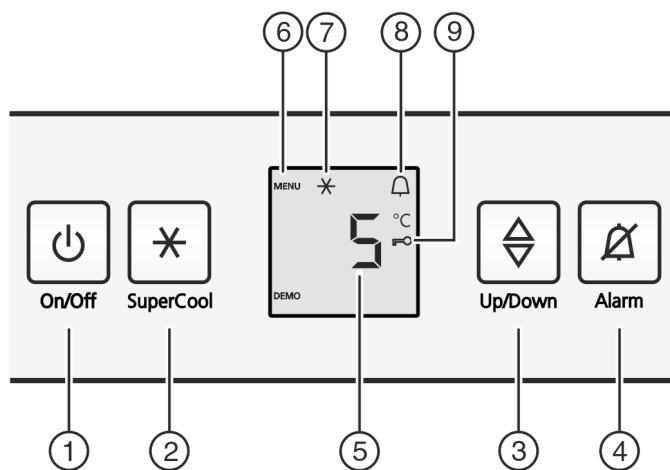 6 7 8 9
MENU
°C
5
DEMO
On/Off SuperCool Up/Down Alarm
1 2 5 3 4